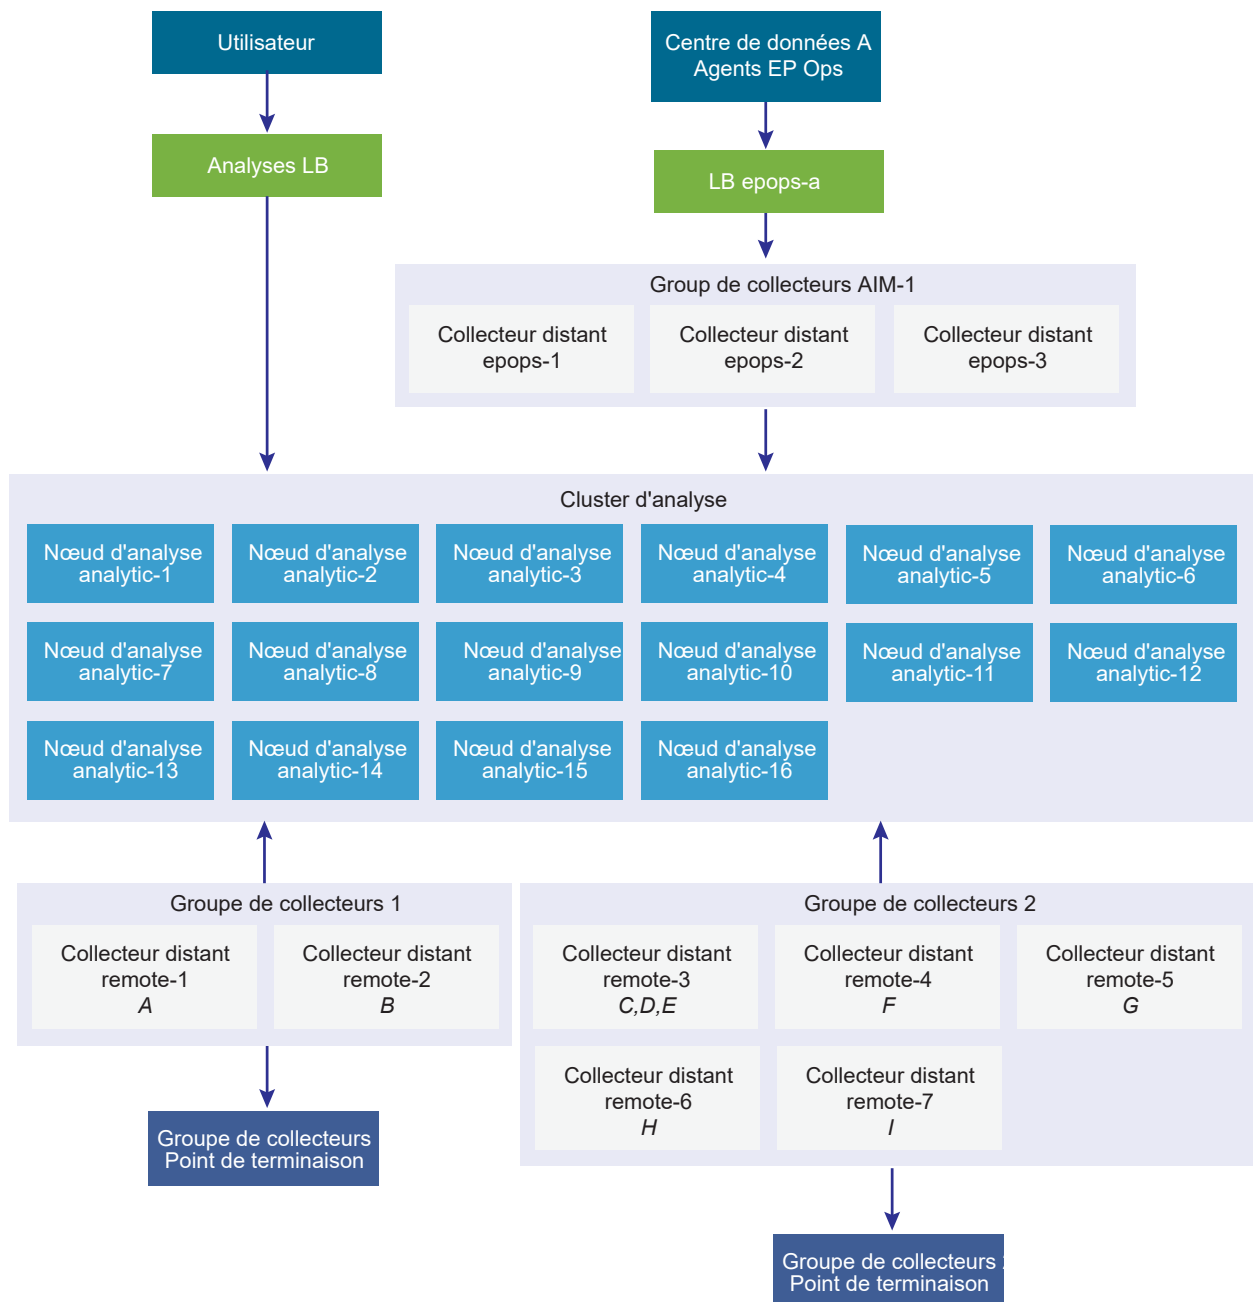 Utilisateur
Centre de données A
Agents EP Ops
Analyses LB
LB epops-a
Group de collecteurs AIM-1
Collecteur distant
epops-1
Collecteur distant
epops-2
Collecteur distant
epops-3
Cluster d'analyse
Nœud d'analyse
analytic-1
Nœud d'analyse
analytic-2
Nœud d'analyse
analytic-3
Nœud d'analyse
analytic-4
Nœud d'analyse
analytic-5
Nœud d'analyse
analytic-6
Nœud d'analyse
analytic-7
Nœud d'analyse
analytic-8
Nœud d'analyse
analytic-9
Nœud d'analyse
analytic-10
Nœud d'analyse
analytic-11
Nœud d'analyse
analytic-12
Nœud d'analyse
analytic-13
Nœud d'analyse
analytic-14
Nœud d'analyse
analytic-15
Nœud d'analyse
analytic-16
Groupe de collecteurs 1
Collecteur distant
remote-1
A
Collecteur distant
remote-2
B
Groupe de collecteurs 2
Collecteur distant
remote-3
C,D,E
Collecteur distant
remote-4
F
Collecteur distant
remote-5
G
Collecteur distant
remote-6
H
Collecteur distant
remote-7
I
Groupe de collecteurs
Point de terminaison
Groupe de collecteurs
Point de terminaison